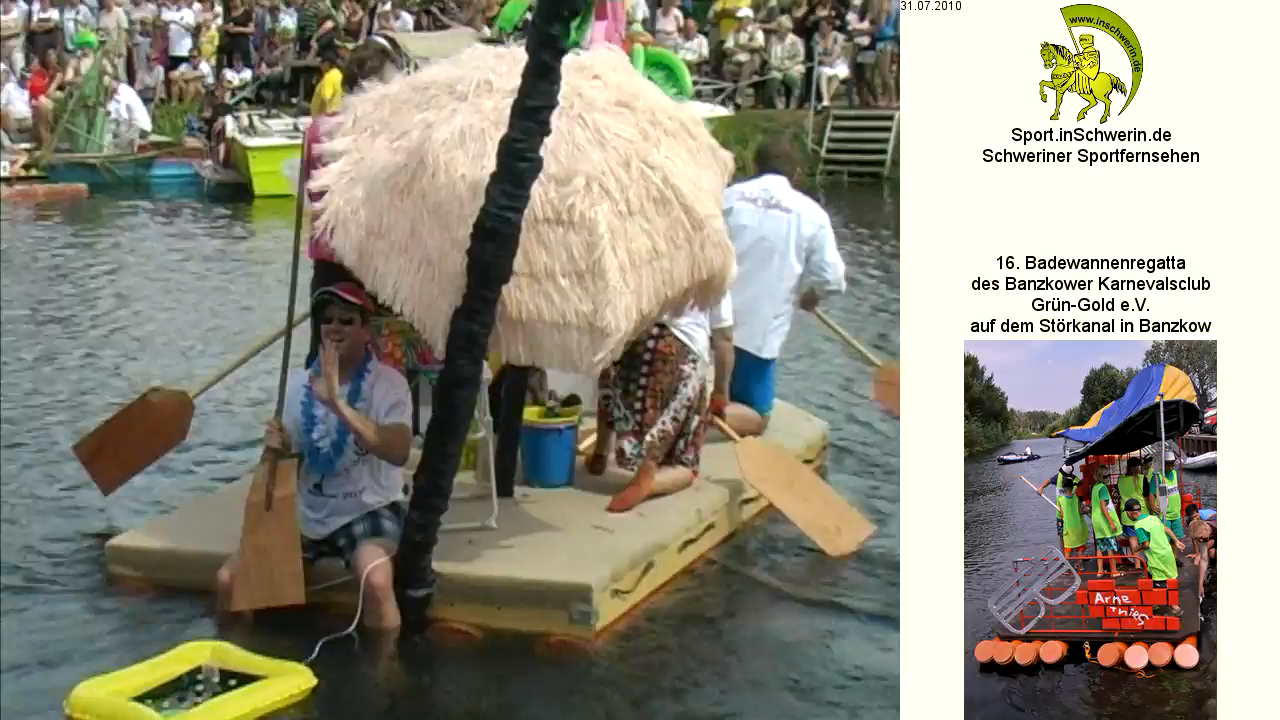 31.07.2010
www.inschwerin.de
Sport.inSchwerin.de
Schweriner Sportfernsehen
16. Badewannenregatta
des Banzkower Karnevalsclub
Grün-Gold e.V.
auf dem Störkanal in Banzkow
Arne